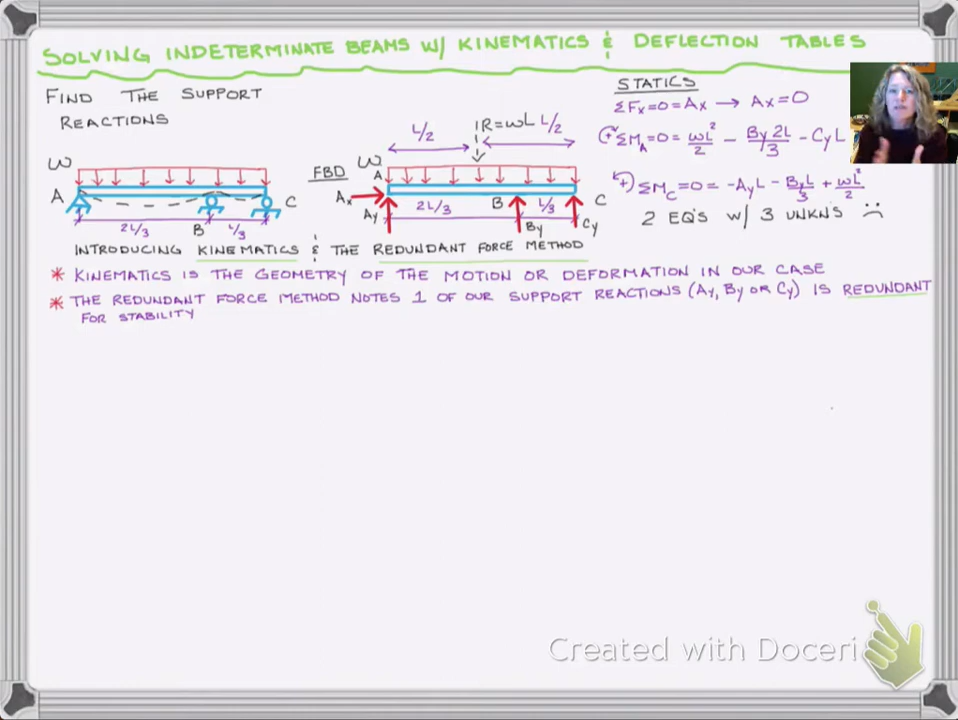 SOLVING INDETERMINATE BEAMS W/ KINEMATICS & DEFLECTION TABLES
FIND THE SUPPORT
REACTIONS
W
A
B
C
2L/3
L/3
FBD
L/2
R=wL
L/2
W
A
Ax
Ay
2L/3
B
L/3
C
By
Cy
STATICS
ΣFx=0=Ax → Ax=0
ΣMA=0= wL²/2 - By 2L/3 - CyL
ΣMC=0= -AyL - ByL/3 + wL²/2
2 EQ'S W/ 3 UNKN'S :(
INTRODUCING KINEMATICS & THE REDUNDANT FORCE METHOD
* KINEMATICS IS THE GEOMETRY OF THE MOTION OR DEFORMATION IN OUR CASE
* THE REDUNDANT FORCE METHOD NOTES 1 OF OUR SUPPORT REACTIONS (Ay, By OR Cy) IS REDUNDANT
FOR STABILITY
Created with Doceri